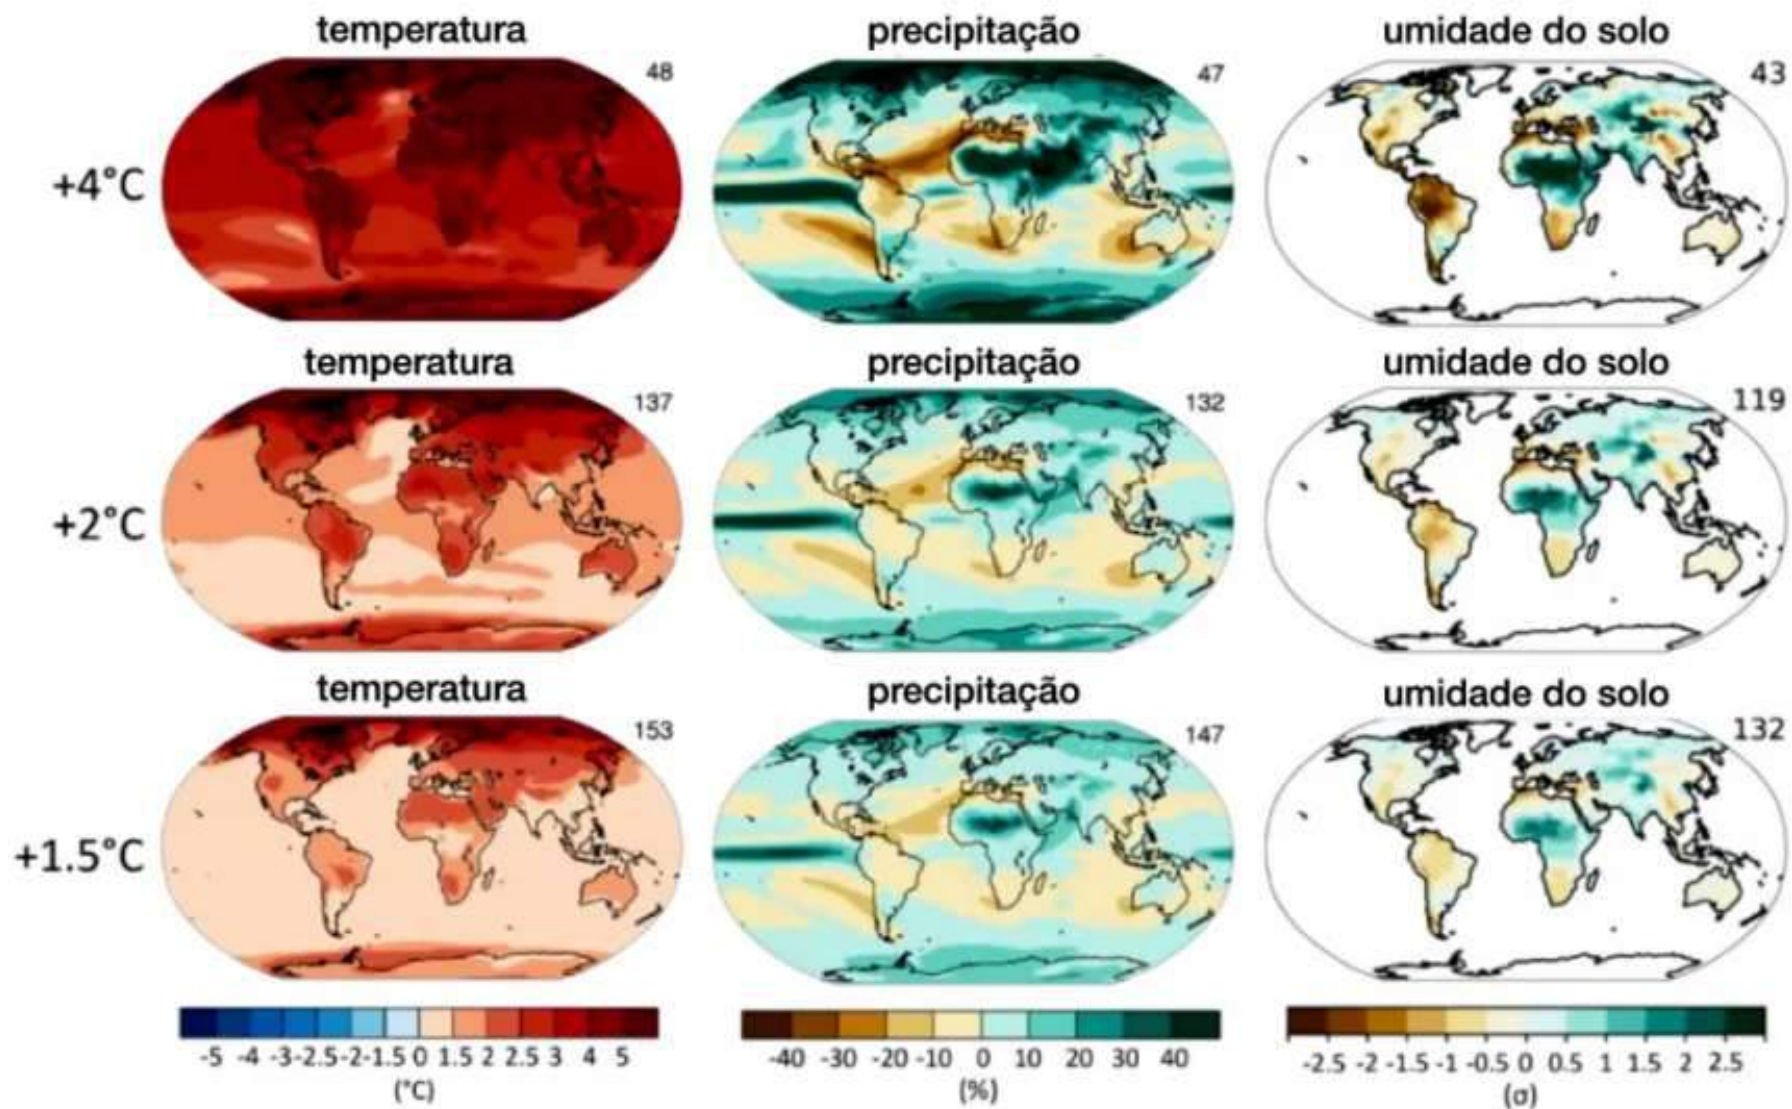 temperatura precipitação umidade do solo
48 47 43
+4°C
temperatura precipitação umidade do solo
137 132 119
+2°C
temperatura precipitação umidade do solo
153 147 132
+1.5°C
-5 -4 -3 -2.5 -2 -1.5 0 1.5 2 2.5 3 4 5
(°C)
-40 -30 -20 -10 0 10 20 30 40
(%)
-2.5 -2 -1.5 -1 -0.5 0 0.5 1 1.5 2 2.5
(σ)